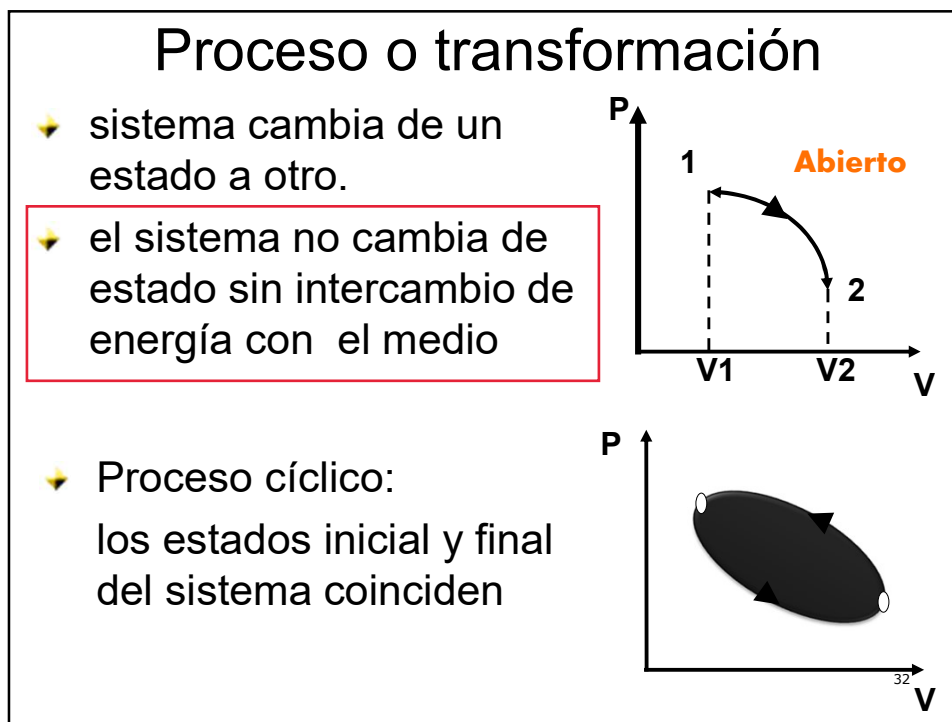 Proceso o transformación
sistema cambia de un
estado a otro.
el sistema no cambia de
estado sin intercambio de
energía con el medio
P
1
Abierto
2
V1
V2
V
Proceso cíclico:
los estados inicial y final
del sistema coinciden
P
32
V